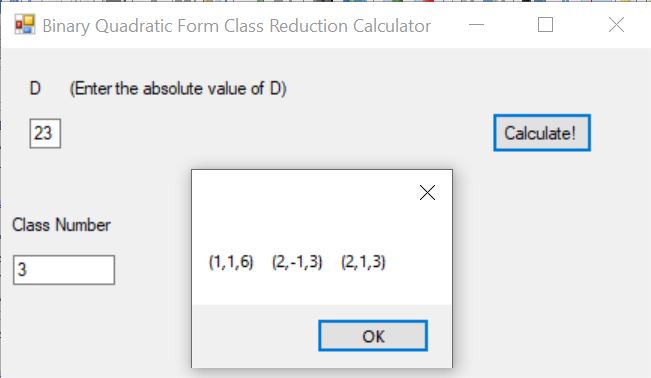 Binary Quadratic Form Class Reduction Calculator
D (Enter the absolute value of D)
23
Calculate!
Class Number
3
(1,1,6) (2,-1,3) (2,1,3)
OK